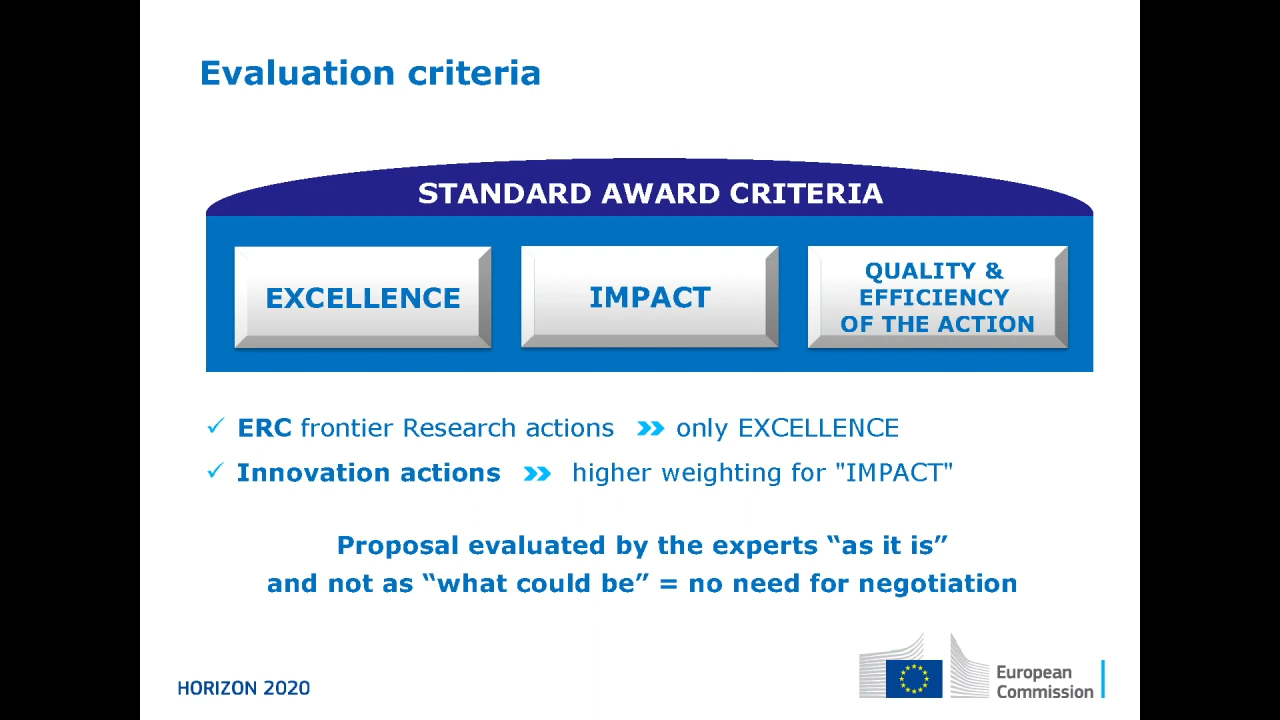 Evaluation criteria
STANDARD AWARD CRITERIA
EXCELLENCE
IMPACT
QUALITY &
EFFICIENCY
OF THE ACTION
✓ ERC frontier Research actions » only EXCELLENCE
✓ Innovation actions » higher weighting for "IMPACT"
Proposal evaluated by the experts “as it is”
and not as “what could be” = no need for negotiation
HORIZON 2020
European
Commission